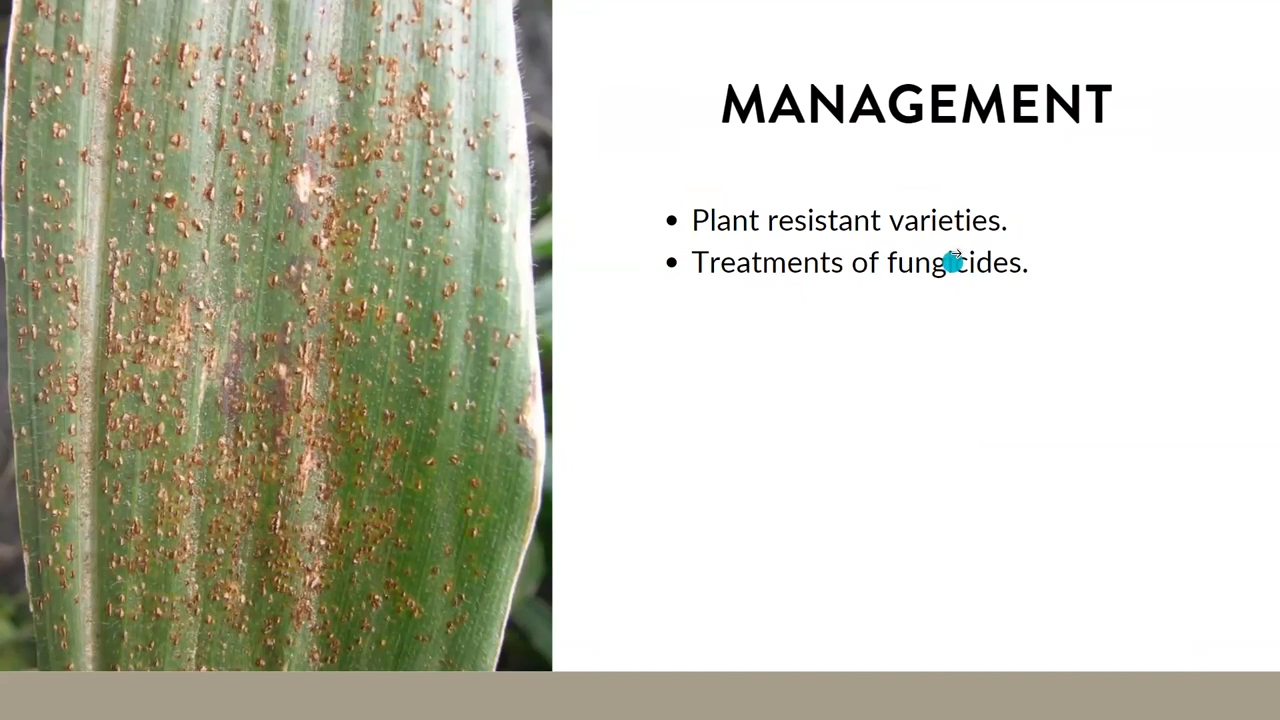 MANAGEMENT
• Plant resistant varieties.
• Treatments of fungicides.